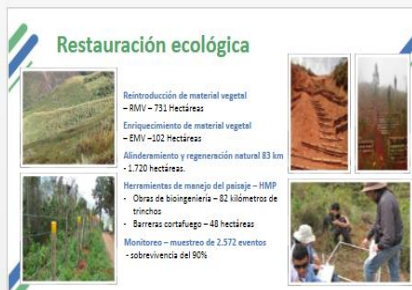 Restauración ecológica
Reintroducción de material vegetal
– RMV – 731 Hectáreas
Enriquecimiento de material vegetal
– EMV –102 Hectáreas
Alinderamiento y regeneración natural 83 km
- 1.720 hectáreas.
Herramientas de manejo del paisaje – HMP
- Obras de bioingeniería – 82 kilómetros de
trinchos
- Barreras cortafuego – 48 hectáreas
Monitoreo – muestreo de 2.572 eventos
- sobrevivencia del 90%